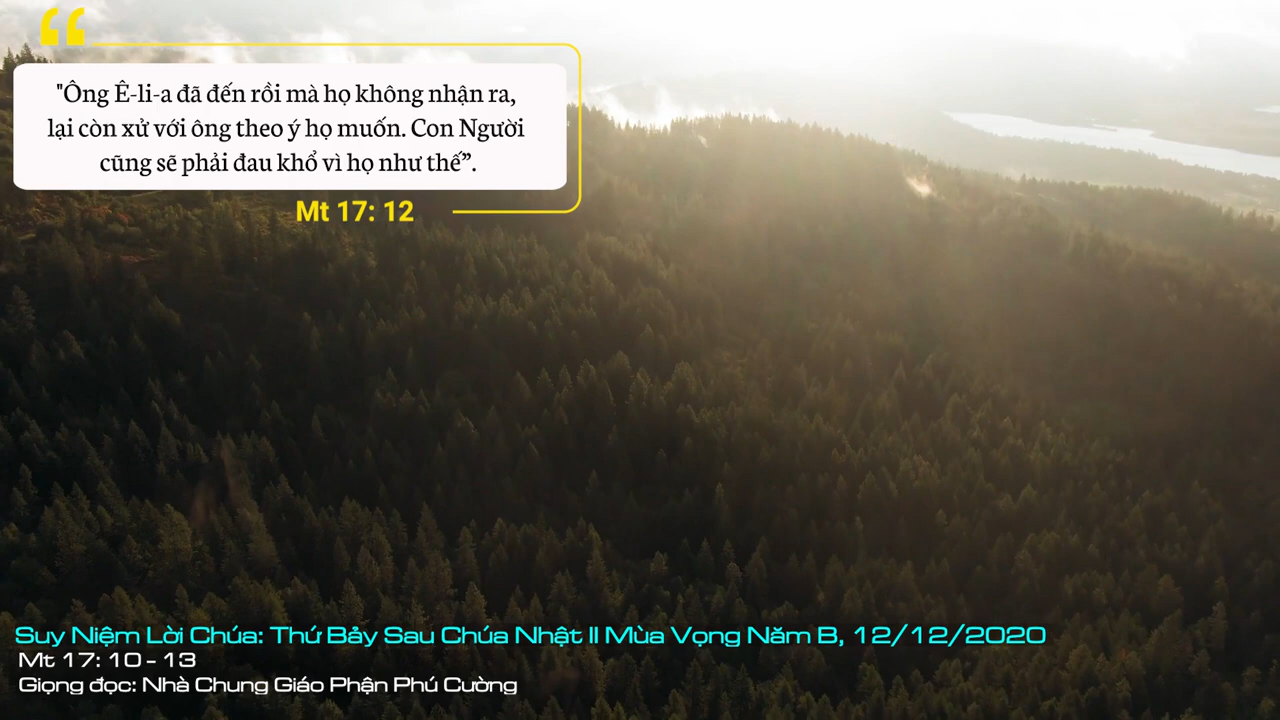 "Ông Ê-li-a đã đến rồi mà họ không nhận ra,
lại còn xử với ông theo ý họ muốn. Con Người
cũng sẽ phải đau khổ vì họ như thế”.
Mt 17: 12
Suy Niệm Lời Chúa: Thứ Bảy Sau Chúa Nhật II Mùa Vọng Năm B, 12/12/2020
Mt 17: 10 - 13
Giọng đọc: Nhà Chung Giáo Phận Phú Cường